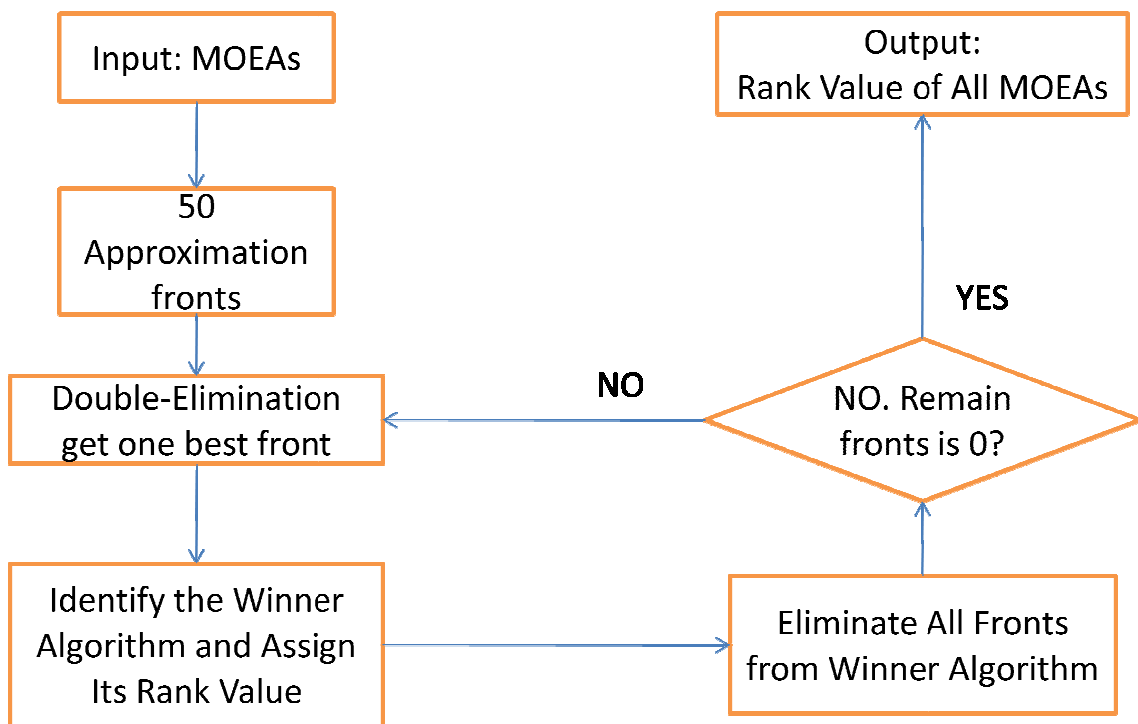 Input: MOEAs
50
Approximation
fronts
Double-Elimination
get one best front
Identify the Winner
Algorithm and Assign
Its Rank Value
Eliminate All Fronts
from Winner Algorithm
NO. Remain
fronts is 0?
NO
YES
Output:
Rank Value of All MOEAs